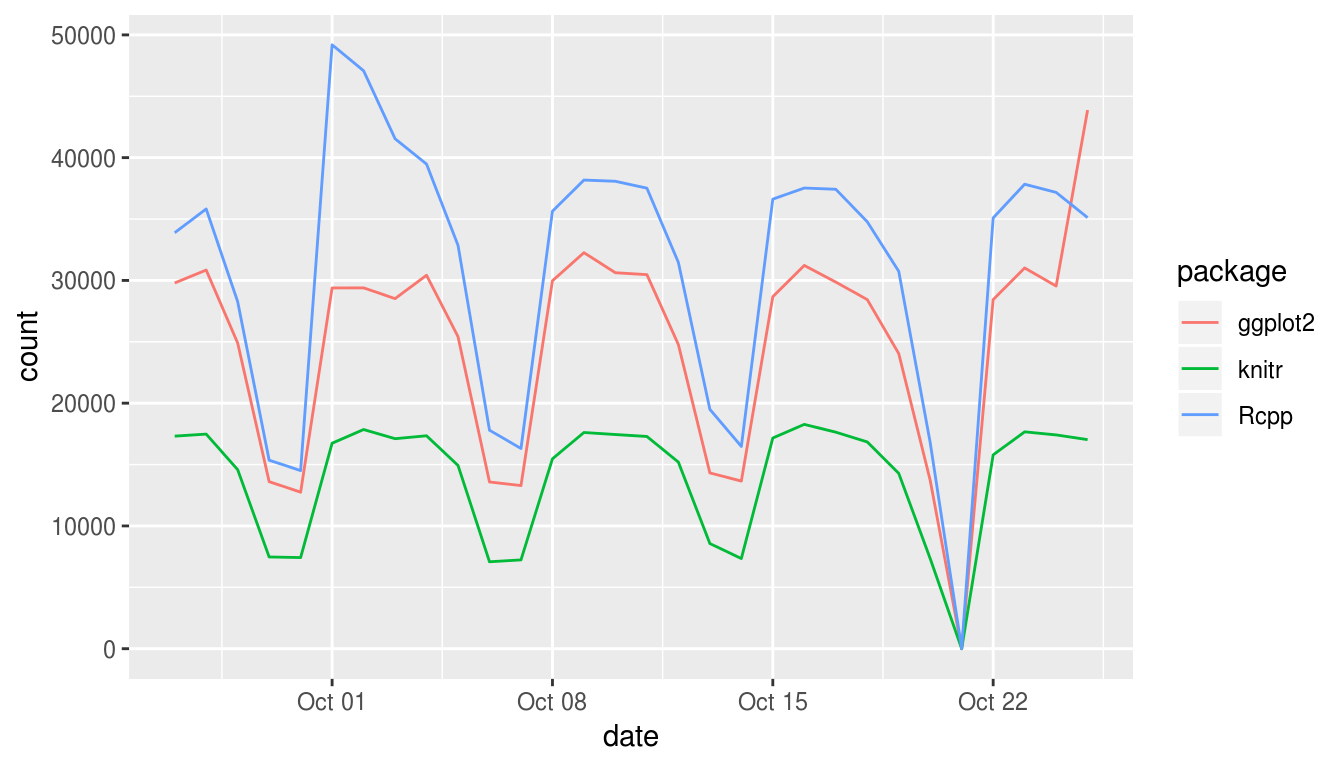 50000
40000
30000
20000
10000
0
count
Oct 01 Oct 08 Oct 15 Oct 22
date
package
ggplot2
knitr
Rcpp